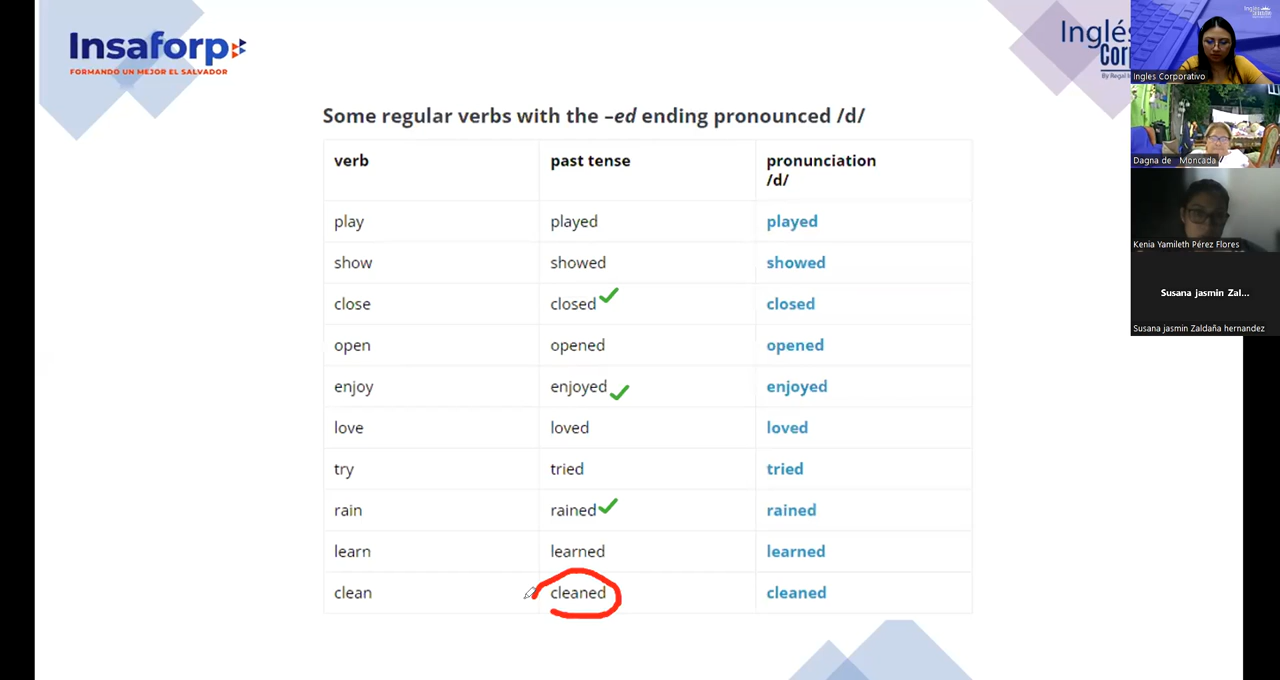 Insaforp
FORMANDO UN MEJOR EL SALVADOR
Inglés
Corp
Some regular verbs with the –ed ending pronounced /d/
verb past tense pronunciation
/d/
play played played
show showed showed
close closed closed
open opened opened
enjoy enjoyed enjoyed
love loved loved
try tried tried
rain rained rained
learn learned learned
clean cleaned cleaned
Ingles Corporativo
Dagna de Moncada
Kenia Yamileth Pérez Flores
Susana jasmin Zal...
Susana jasmin Zaldaña hernandez